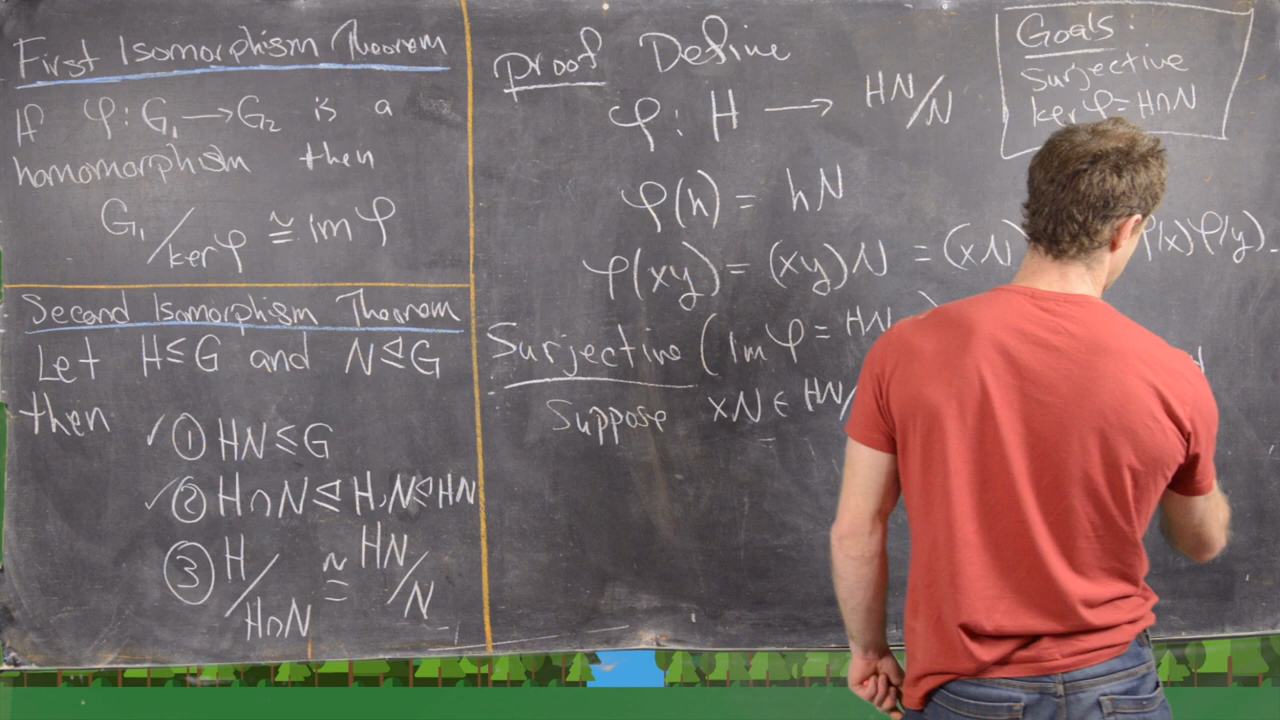 First Isomorphism Theorem
If φ: G₁ → G₂ is a
homomorphism then
G₁/ker φ ≅ im φ
Second Isomorphism Theorem
Let H ≤ G and N ⊴ G
then
✓ ① HN ≤ G
✓ ② H∩N ⊴ H, N ⊴ HN
③ H/H∩N ≅ HN/N
Proof Define
φ: H → HN/N
φ(h) = hN
φ(xy) = (xy)N = (xN) φ(x)φ(y).
Surjective (im φ = HN )
Suppose xN ∈ HN/
Goals:
Surjective
ker φ = H∩N